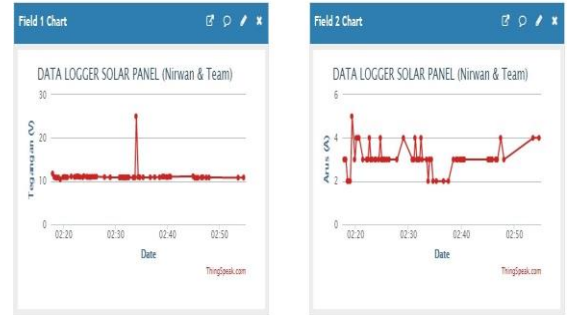 Field 1 Chart
DATA LOGGER SOLAR PANEL (Nirwan & Team)
30
20
10
0
Tegangan (V)
02:20 02:30 02:40 02:50
Date
ThingSpeak.com
Field 2 Chart
DATA LOGGER SOLAR PANEL (Nirwan & Team)
6
4
2
0
Arus (A)
02:20 02:30 02:40 02:50
Date
ThingSpeak.com